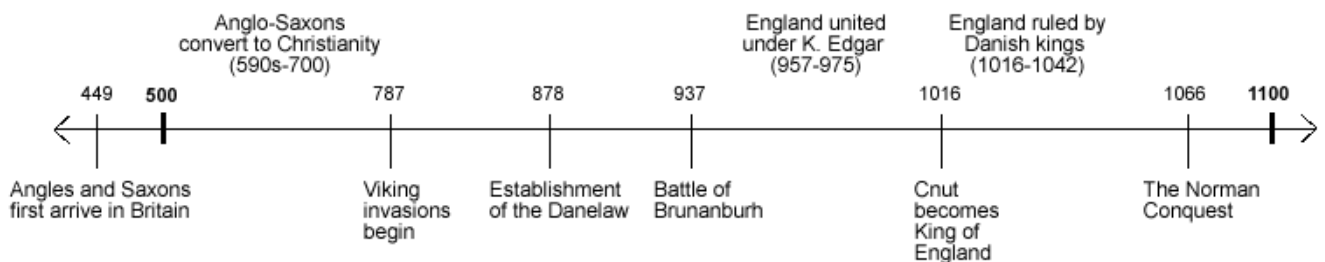 Anglo-Saxons
convert to Christianity
(590s-700)
England united
under K. Edgar
(957-975)
England ruled by
Danish kings
(1016-1042)
449
500
787
878
937
1016
1066
1100
Angles and Saxons
first arrive in Britain
Viking
invasions
begin
Establishment
of the Danelaw
Battle of
Brunanburh
Cnut
becomes
King of
England
The Norman
Conquest